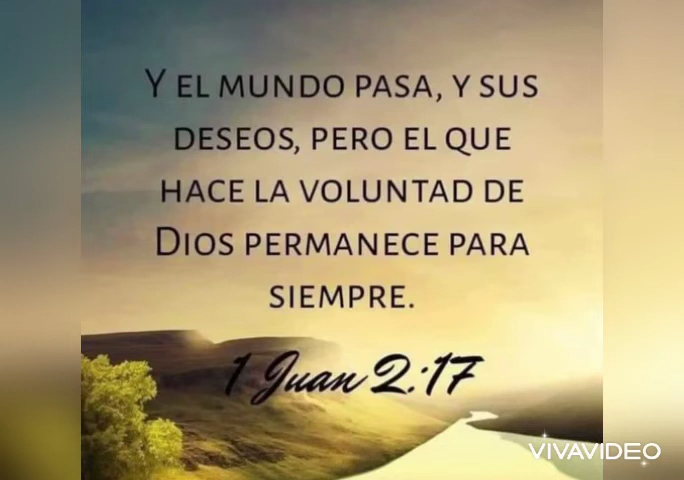 Y EL MUNDO PASA, Y SUS
DESEOS, PERO EL QUE
HACE LA VOLUNTAD DE
DIOS PERMANECE PARA
SIEMPRE.
1 Juan 2:17
VIVAVIDEO